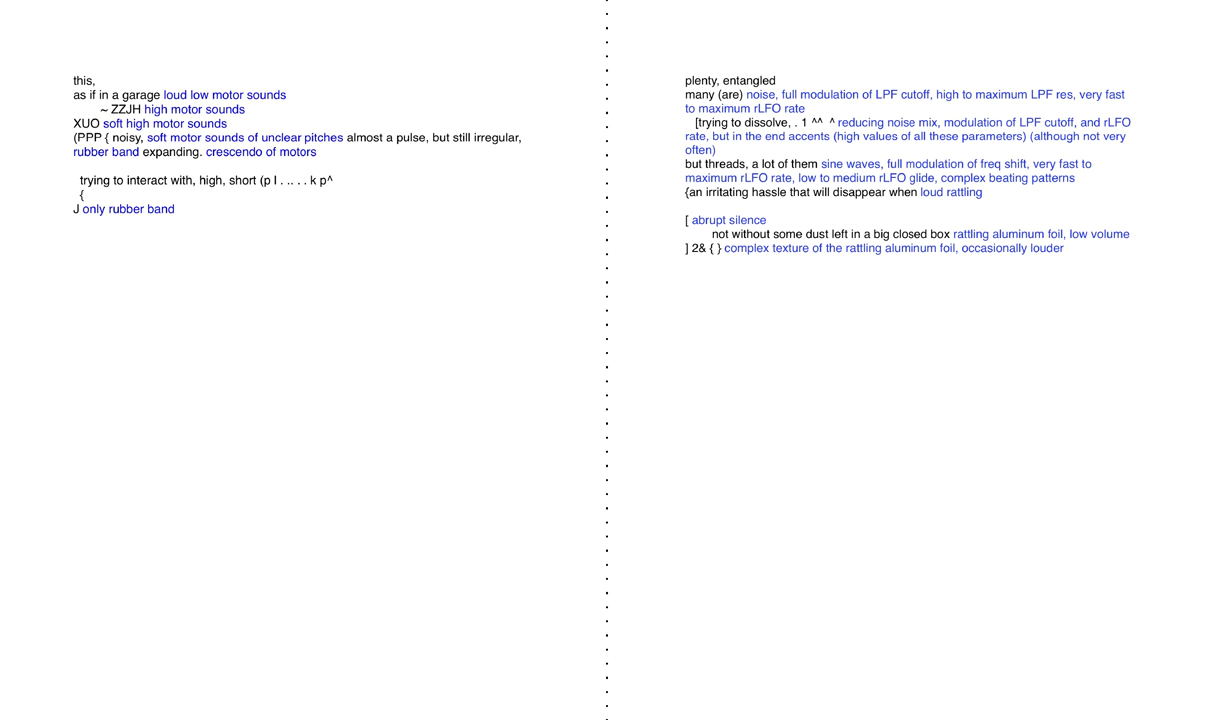 this,
as if in a garage loud low motor sounds
~ ZZJH high motor sounds
XUO soft high motor sounds
(PPP { noisy, soft motor sounds of unclear pitches almost a pulse, but still irregular,
rubber band expanding. crescendo of motors
trying to interact with, high, short (p l . .. . . k p^
{
J only rubber band
plenty, entangled
many (are) noise, full modulation of LPF cutoff, high to maximum LPF res, very fast
to maximum rLFO rate
[trying to dissolve, . 1 ^^  ^ reducing noise mix, modulation of LPF cutoff, and rLFO
rate, but in the end accents (high values of all these parameters) (although not very
often)
but threads, a lot of them sine waves, full modulation of freq shift, very fast to
maximum rLFO rate, low to medium rLFO glide, complex beating patterns
{an irritating hassle that will disappear when loud rattling
[ abrupt silence
not without some dust left in a big closed box rattling aluminum foil, low volume
] 2& { } complex texture of the rattling aluminum foil, occasionally louder